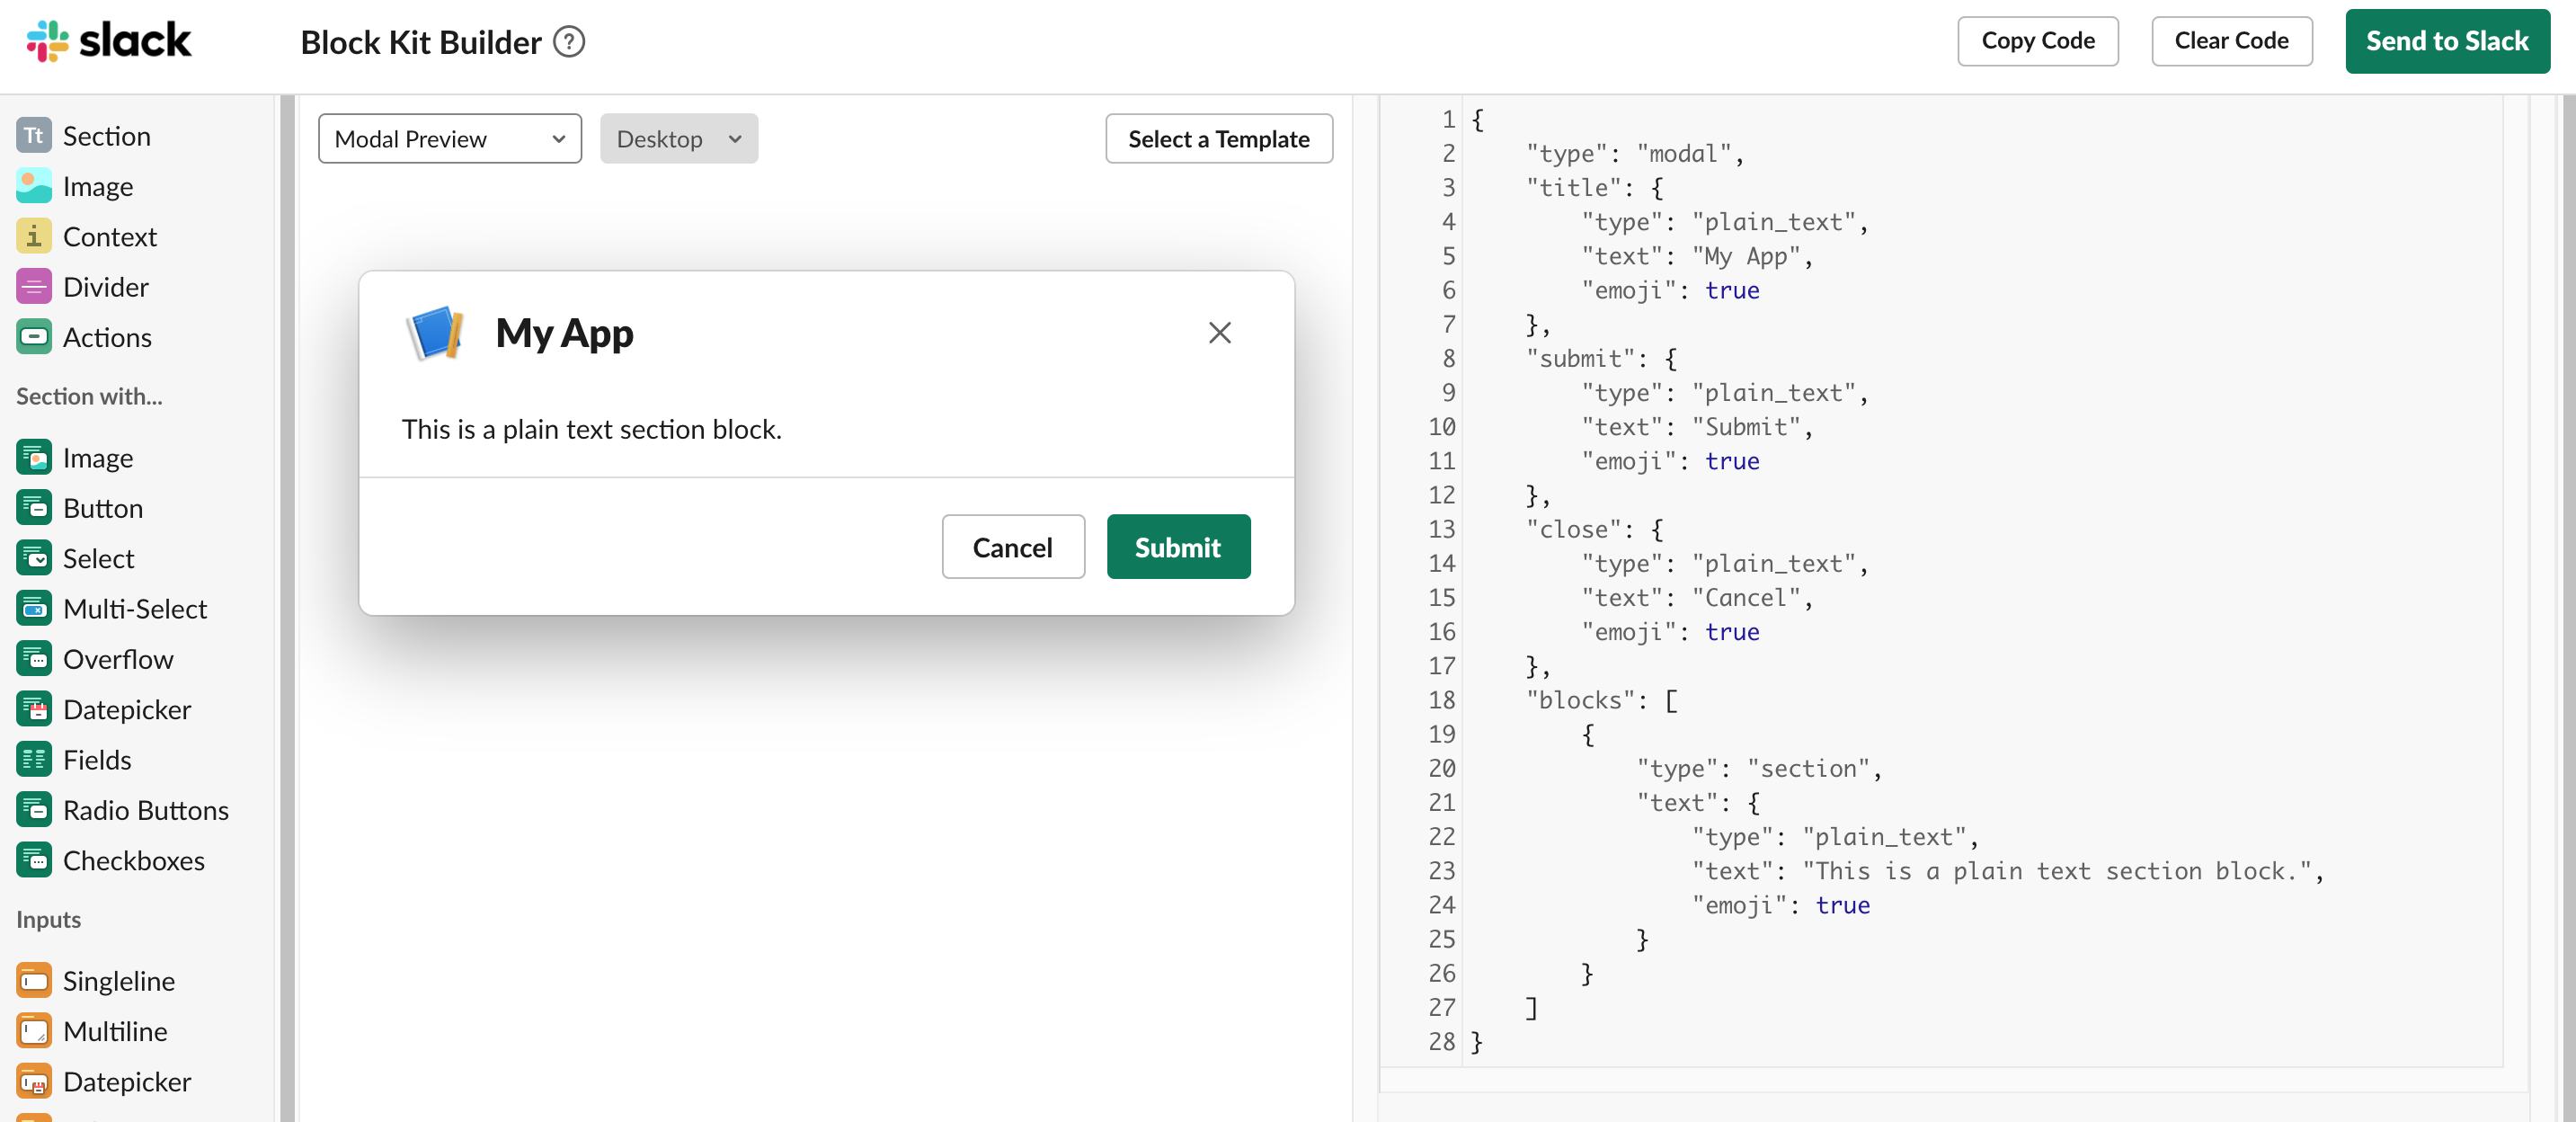 slack
Block Kit Builder ?
Copy Code
Clear Code
Send to Slack
Tt Section
Image
i Context
Divider
Actions
Section with...
Image
Button
Select
Multi-Select
Overflow
Datepicker
Fields
Radio Buttons
Checkboxes
Inputs
Singleline
Multiline
Datepicker
Modal Preview
Desktop
Select a Template
My App
This is a plain text section block.
Cancel
Submit
1 {
2 "type": "modal",
3 "title": {
4 "type": "plain_text",
5 "text": "My App",
6 "emoji": true
7 },
8 "submit": {
9 "type": "plain_text",
10 "text": "Submit",
11 "emoji": true
12 },
13 "close": {
14 "type": "plain_text",
15 "text": "Cancel",
16 "emoji": true
17 },
18 "blocks": [
19 {
20 "type": "section",
21 "text": {
22 "type": "plain_text",
23 "text": "This is a plain text section block.",
24 "emoji": true
25 }
26 }
27 ]
28 }